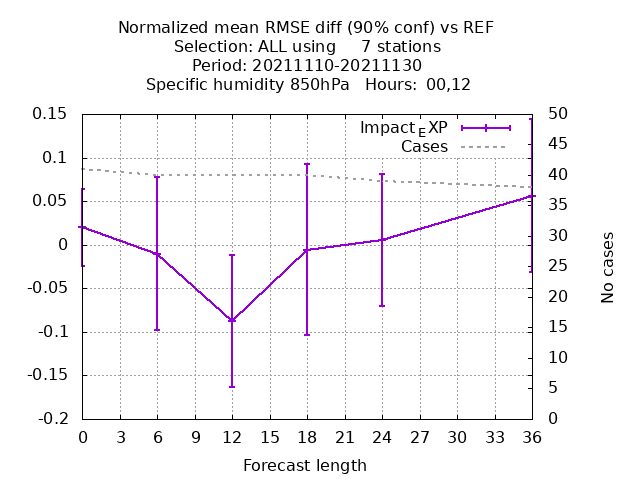 Normalized mean RMSE diff (90% conf) vs REF
Selection: ALL using     7 stations
Period: 20211110-20211130
Specific humidity 850hPa   Hours:  00,12
Impact_EXP
Cases
0.15
0.1
0.05
0
-0.05
-0.1
-0.15
-0.2
50
45
40
35
30
25
20
15
10
5
0
No cases
0 3 6 9 12 15 18 21 24 27 30 33 36
Forecast length